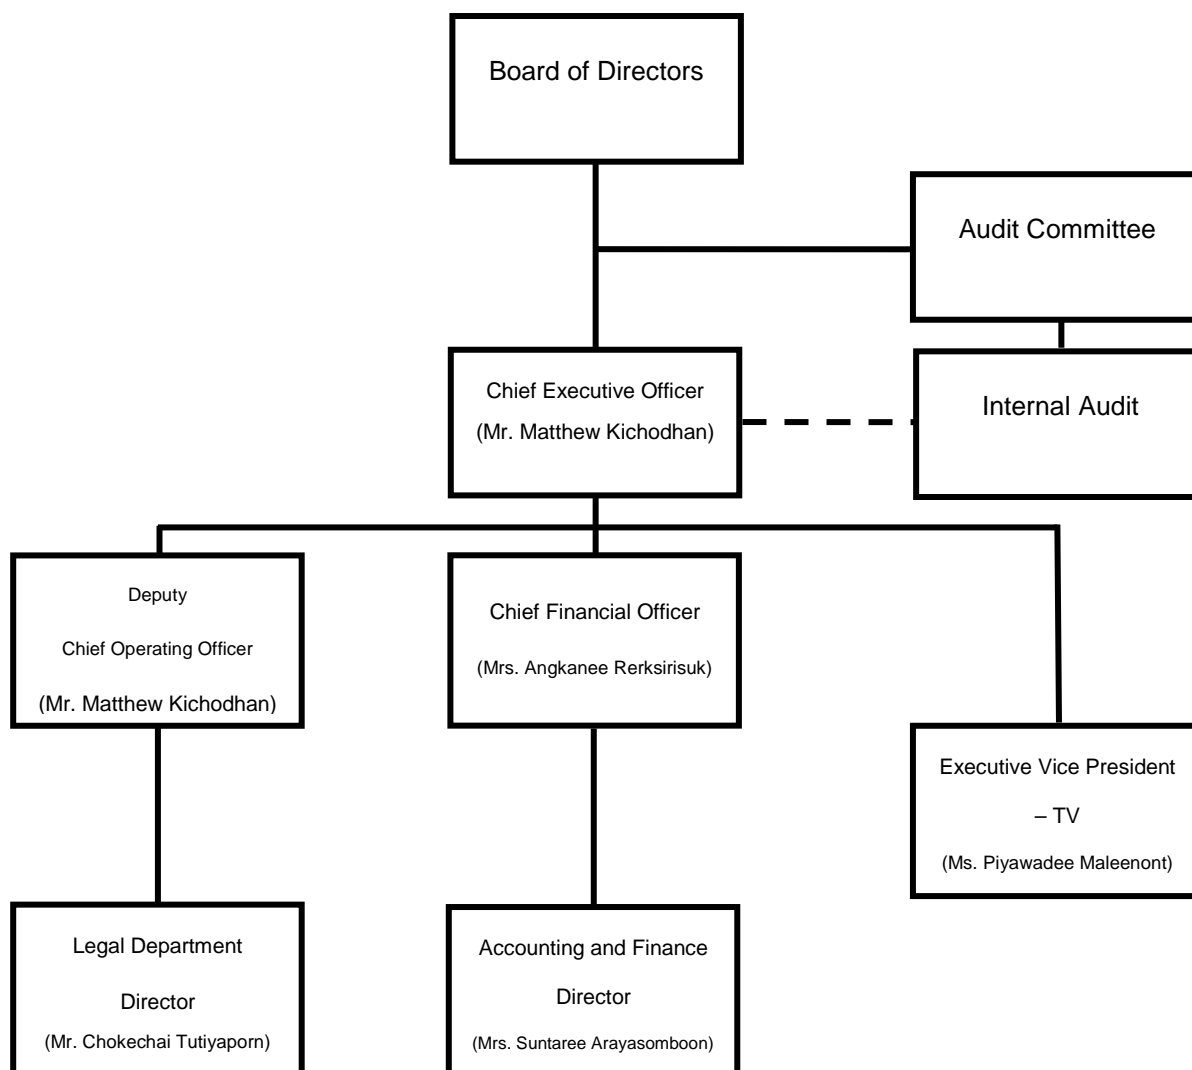 Board of Directors
Audit Committee
Chief Executive Officer
(Mr. Matthew Kichodhan)
Internal Audit
Deputy
Chief Operating Officer
(Mr. Matthew Kichodhan)
Chief Financial Officer
(Mrs. Angkanee Rerksirisuk)
Executive Vice President
– TV
(Ms. Piyawadee Maleenont)
Legal Department
Director
(Mr. Chokechai Tutiyaporn)
Accounting and Finance
Director
(Mrs. Suntaree Arayasomboon)